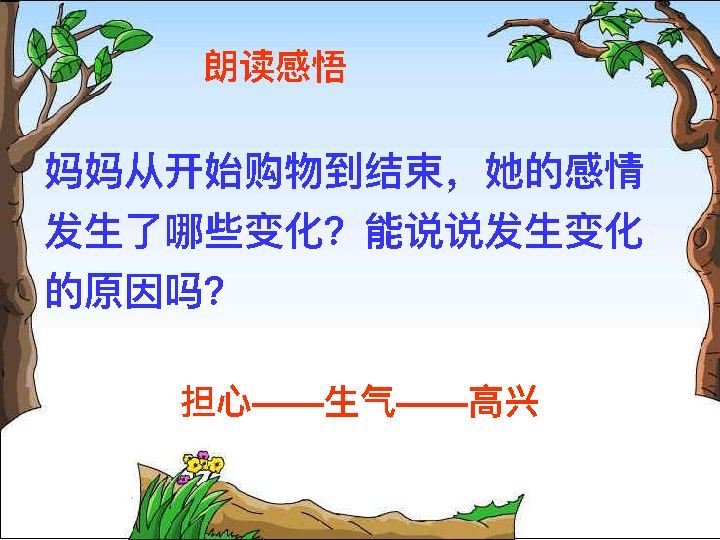 朗读感悟
妈妈从开始购物到结束，她的感情
发生了哪些变化？能说说发生变化
的原因吗？
担心——生气——高兴